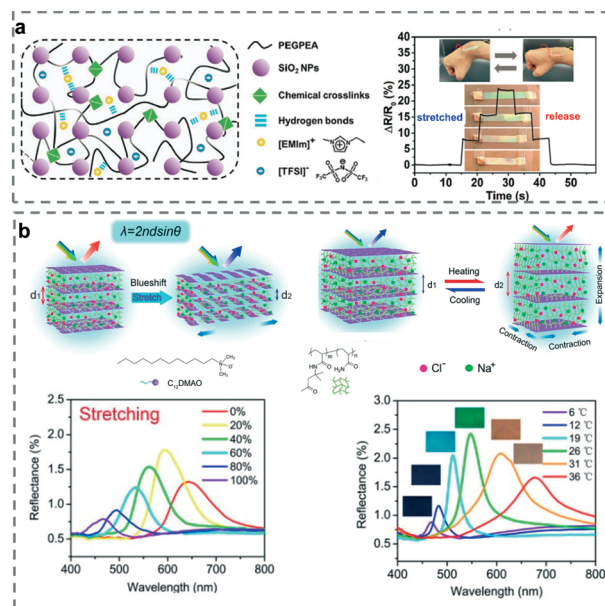 a
PEGPEA
SiO₂ NPs
Chemical crosslinks
Hydrogen bonds
[EMIm]⁺
[TFSI]⁻
ΔR/R₀ (%)
40
35
30
25
20
15
10
5
0
stretched
release
0 10 20 30 40 50
Time (s)
b
λ=2ndsinθ
d₁
Blueshift
Stretch
d₂
d₁
Heating
Cooling
d₂
Expansion
Contraction
Contraction
C₁₂DMAO
Cl⁻
Na⁺
Stretching
0%
20%
40%
60%
80%
100%
Reflectance (%)
2.5
2.0
1.5
1.0
0.5
400 500 600 700 800
Wavelength (nm)
6 ℃
12 ℃
19 ℃
26 ℃
31 ℃
36 ℃
Reflectance (%)
3.0
2.5
2.0
1.5
1.0
0.5
400 500 600 700 800
Wavelength (nm)